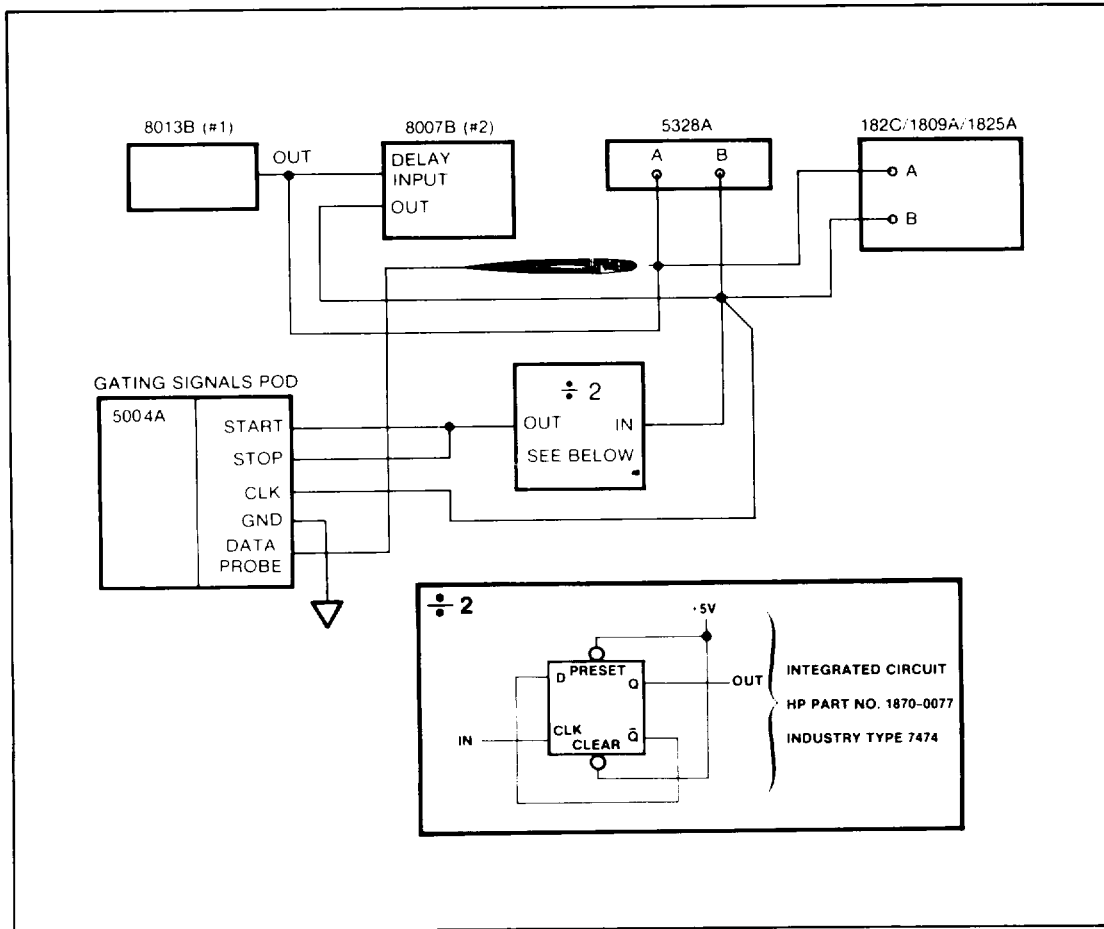 8013B (#1)
OUT
8007B (#2)
DELAY
INPUT
OUT
5328A
A B
182C/1809A/1825A
A
B
GATING SIGNALS POD
5004A
START
STOP
CLK
GND
DATA
PROBE
÷ 2
OUT IN
SEE BELOW
÷ 2
+5V
PRESET
D Q
OUT
IN
CLK
CLEAR Q̄
INTEGRATED CIRCUIT
HP PART NO. 1870-0077
INDUSTRY TYPE 7474